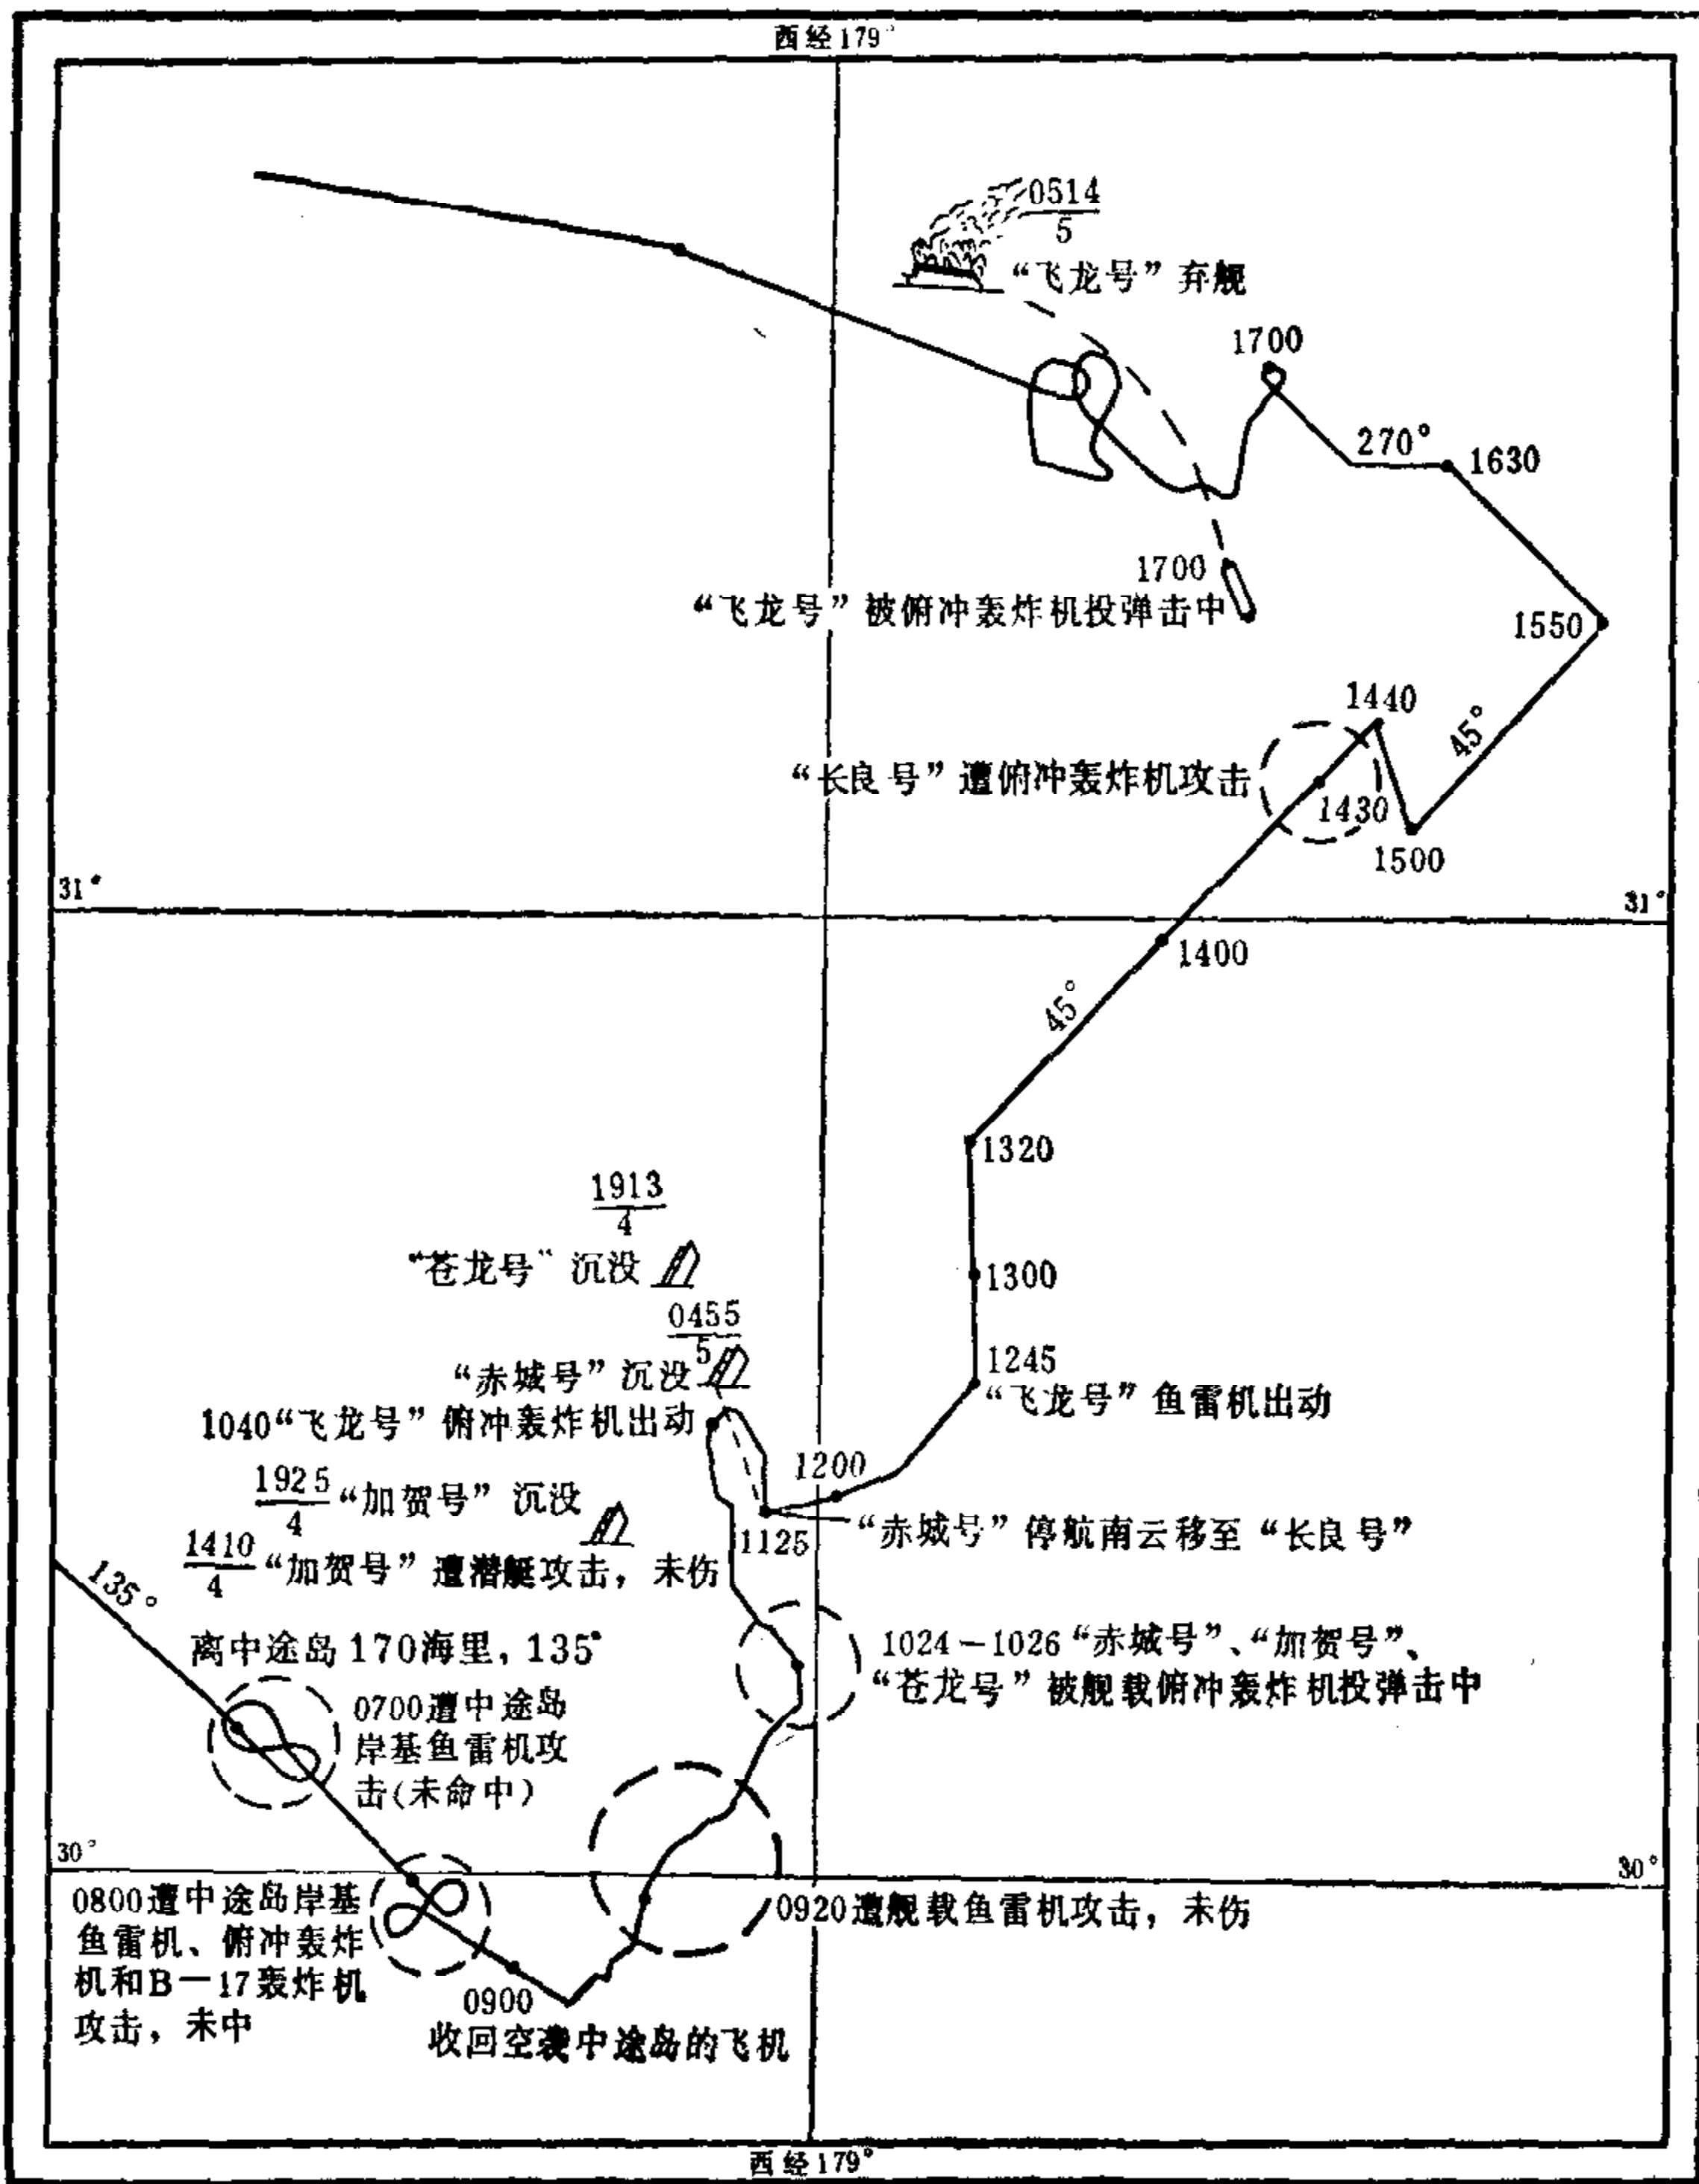 西经179°
0514
5
“飞龙号”弃舰
1700
270°
1630
1700
“飞龙号”被俯冲轰炸机投弹击中
1550
1440
45°
“长良号”遭俯冲轰炸机攻击
1430
1500
31°
31°
1400
45°
1320
1913
4
“苍龙号”沉没
1300
0455
5
“赤城号”沉没
1245
“飞龙号”鱼雷机出动
1040“飞龙号”俯冲轰炸机出动
1200
1925
4
“加贺号”沉没
1125
“赤城号”停航南云移至“长良号”
1410
4
“加贺号”遭潜艇攻击，未伤
135°
离中途岛170海里，135°
1024－1026“赤城号”、“加贺号”、
“苍龙号”被舰载俯冲轰炸机投弹击中
0700遭中途岛
岸基鱼雷机攻
击(未命中)
30°
30°
0800遭中途岛岸基
鱼雷机、俯冲轰炸
机和B－17轰炸机
攻击，未中
0920遭舰载鱼雷机攻击，未伤
0900
收回空袭中途岛的飞机
西经179°